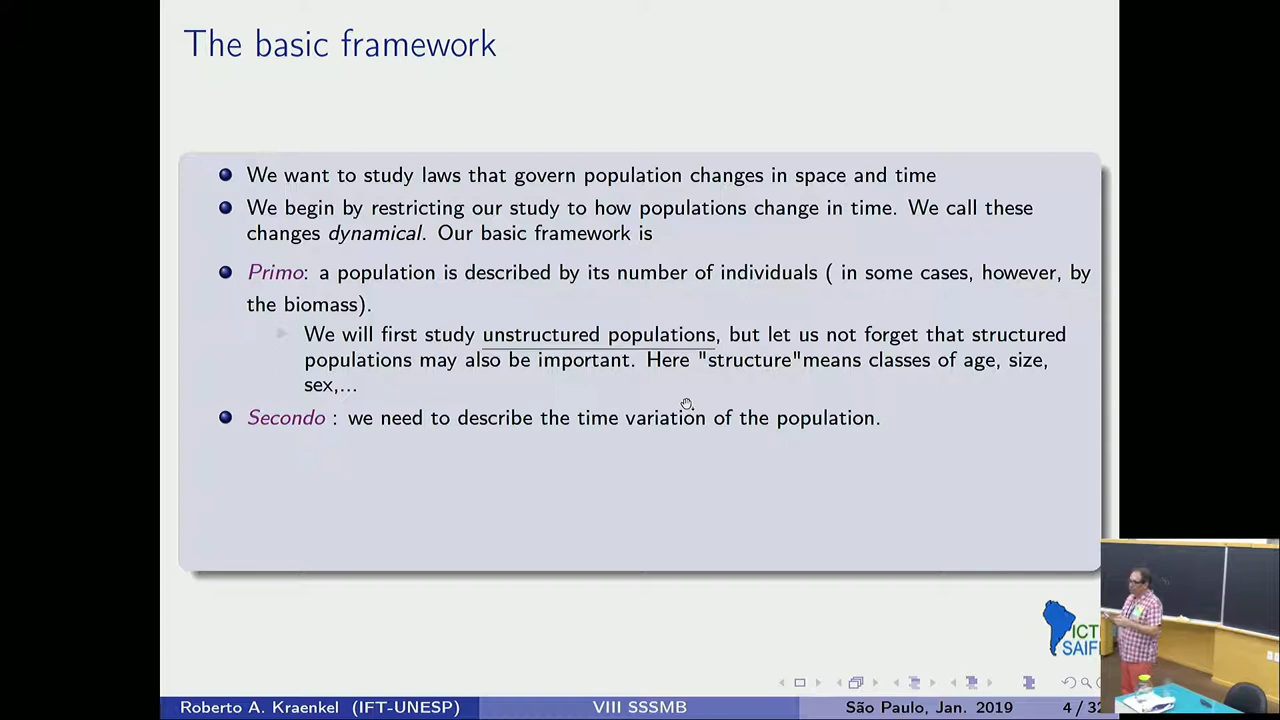 The basic framework
We want to study laws that govern population changes in space and time
We begin by restricting our study to how populations change in time. We call these
changes dynamical. Our basic framework is
Primo: a population is described by its number of individuals ( in some cases, however, by
the biomass).
We will first study unstructured populations, but let us not forget that structured
populations may also be important. Here "structure"means classes of age, size,
sex,...
Secondo : we need to describe the time variation of the population.
ICT
SAIF
Roberto A. Kraenkel (IFT-UNESP) VIII SSSMB São Paulo, Jan. 2019 4 / 32